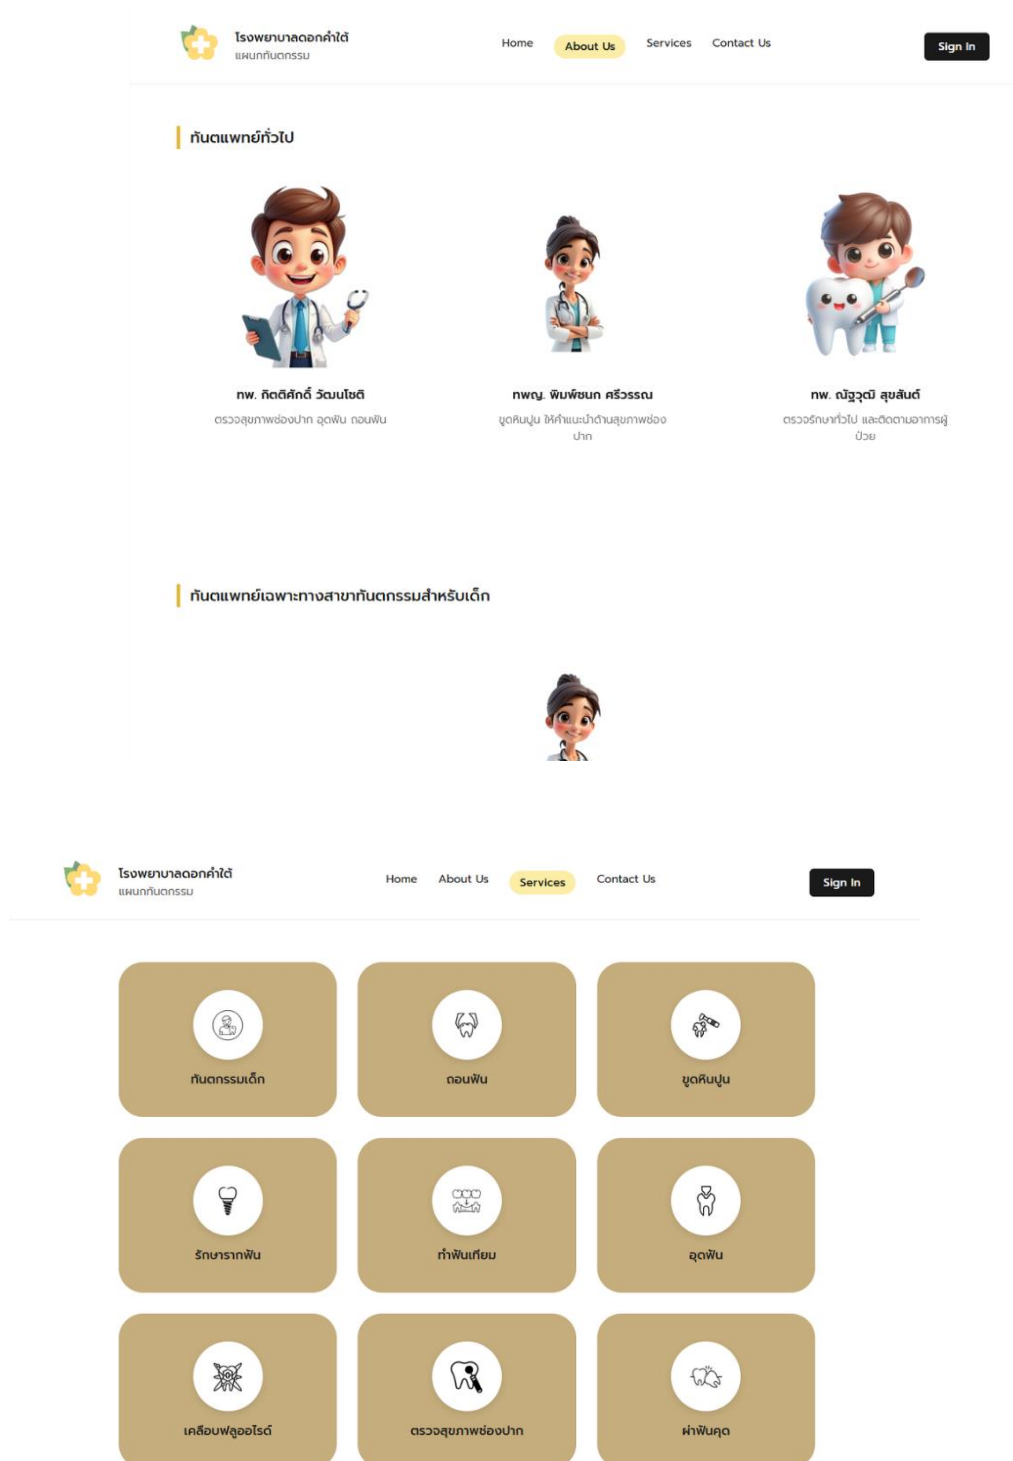 โรงพยาบาลดอกคำใต้
แผนกทันตกรรม
Home About Us Services Contact Us
Sign In
ทันตแพทย์ทั่วไป
ทพ. กิตติศักดิ์ วัฒนโชติ
ตรวจสุขภาพช่องปาก อุดฟัน ถอนฟัน
ทพญ. พิมพ์ชนก ศรีวรรณ
ขูดหินปูน ให้คำแนะนำด้านสุขภาพช่อง
ปาก
ทพ. ณัฐวุฒิ สุขสันต์
ตรวจรักษาทั่วไป และติดตามอาการผู้
ป่วย
ทันตแพทย์เฉพาะทางสาขาทันตกรรมสำหรับเด็ก
โรงพยาบาลดอกคำใต้
แผนกทันตกรรม
Home About Us Services Contact Us
Sign In
ทันตกรรมเด็ก
ถอนฟัน
ขูดหินปูน
รักษารากฟัน
ทำฟันเทียม
อุดฟัน
เคลือบฟลูออไรด์
ตรวจสุขภาพช่องปาก
ผ่าฟันคุด